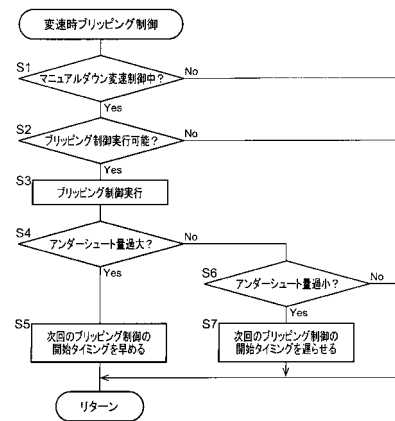 変速時ブリッピング制御
S1
マニュアルダウン変速制御中？
No
Yes
S2
ブリッピング制御実行可能？
No
Yes
S3
ブリッピング制御実行
S4
アンダーシュート量過大？
No
Yes
S6
アンダーシュート量過小？
No
Yes
S5
次回のブリッピング制御の
開始タイミングを早める
S7
次回のブリッピング制御の
開始タイミングを遅らせる
リターン